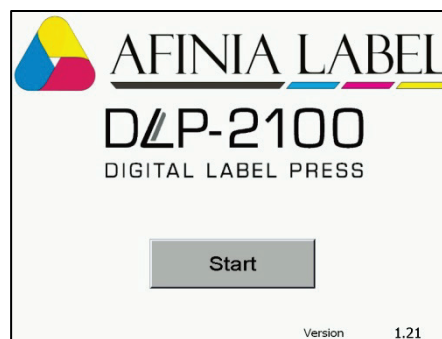 AFINIA LABEL
DLP-2100
DIGITAL LABEL PRESS
Start
Version 1.21